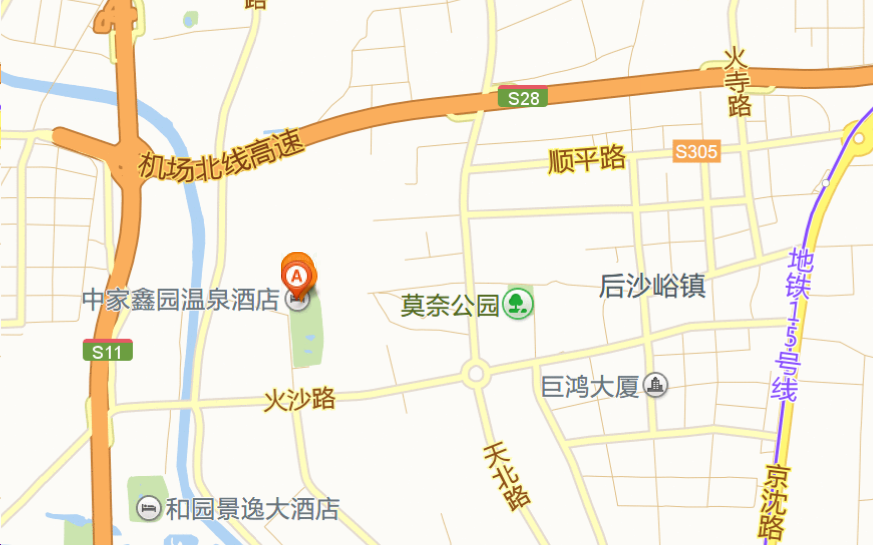 路
火寺路
S28
机场北线高速
顺平路
S305
A
中家鑫园温泉酒店
莫奈公园
后沙峪镇
地铁15号线
S11
火沙路
巨鸿大厦
天北路
京沈路
和园景逸大酒店